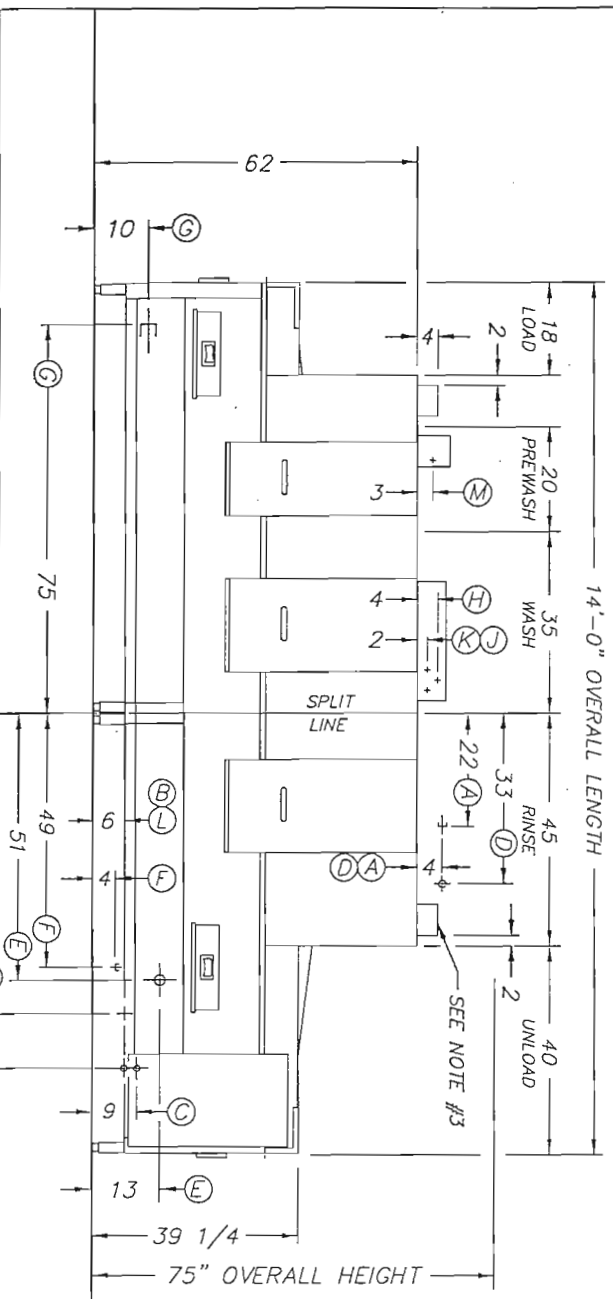 14'-0" OVERALL LENGTH
18
LOAD
20
PREWASH
35
WASH
45
RINSE
40
UNLOAD
2
4
33 D
22 A
62
3 M
4 H
2 K J
D A 4
2
SEE NOTE #3
SPLIT
LINE
10 G
G
75
B
6 L
4 F
49 F
51 E
9 C
13 E
39 1/4
75" OVERALL HEIGHT